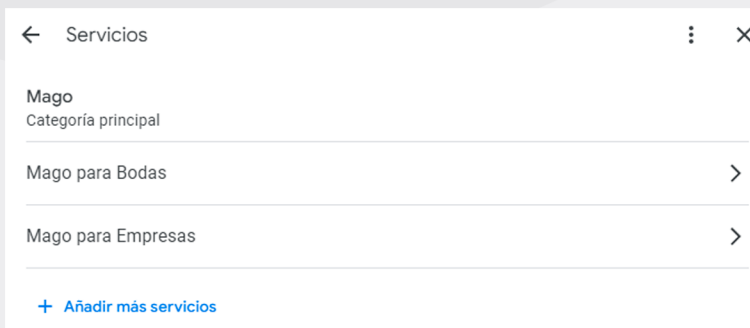 Servicios
Mago
Categoría principal
Mago para Bodas
Mago para Empresas
+ Añadir más servicios